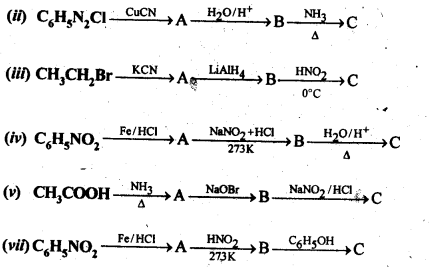 (ii) C₆H₅N₂Cl —CuCN→ A —H₂O/H⁺→ B —NH₃/Δ→ C
(iii) CH₃CH₂Br —KCN→ A —LiAlH₄→ B —HNO₂/0°C→ C
(iv) C₆H₅NO₂ —Fe/HCl→ A —NaNO₂+HCl/273K→ B —H₂O/H⁺/Δ→ C
(v) CH₃COOH —NH₃/Δ→ A —NaOBr→ B —NaNO₂/HCl→ C
(vii) C₆H₅NO₂ —Fe/HCl→ A —HNO₂/273K→ B —C₆H₅OH→ C